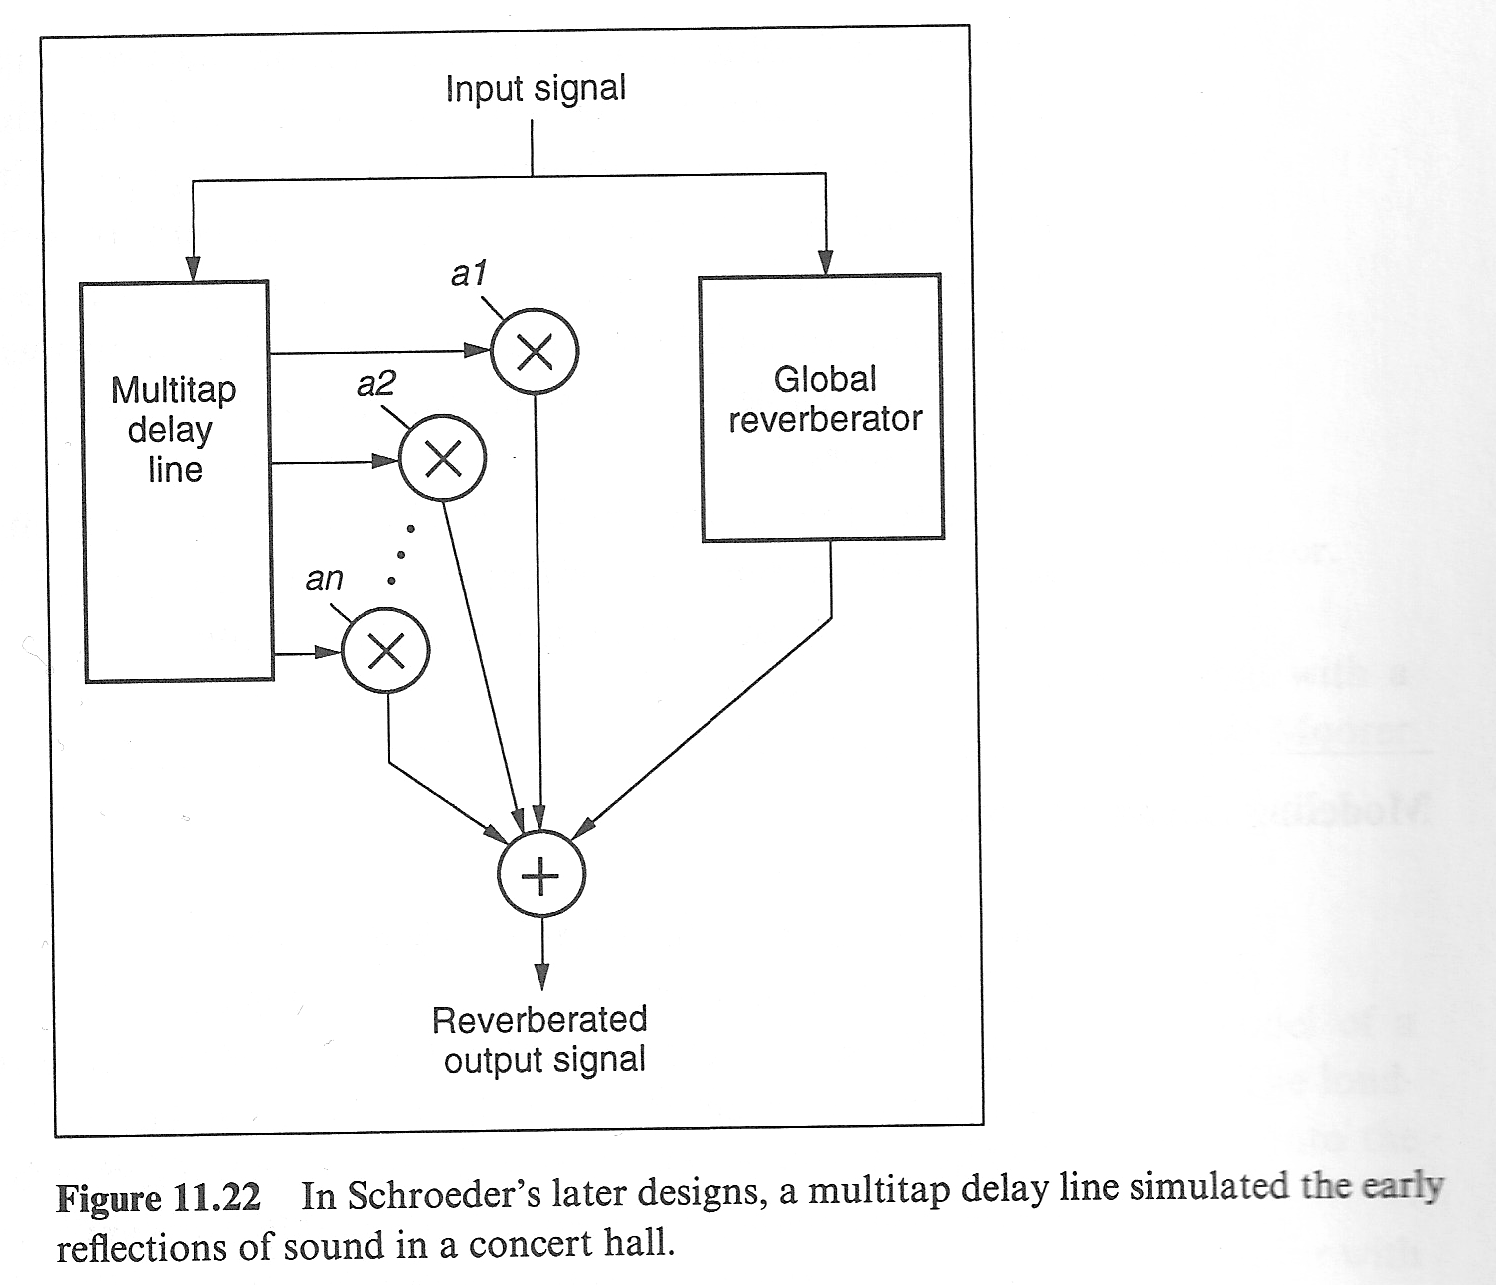 Input signal
a1
a2
Multitap
delay
line
an
Global
reverberator
Reverberated
output signal
Figure 11.22 In Schroeder's later designs, a multitap delay line simulated the early
reflections of sound in a concert hall.